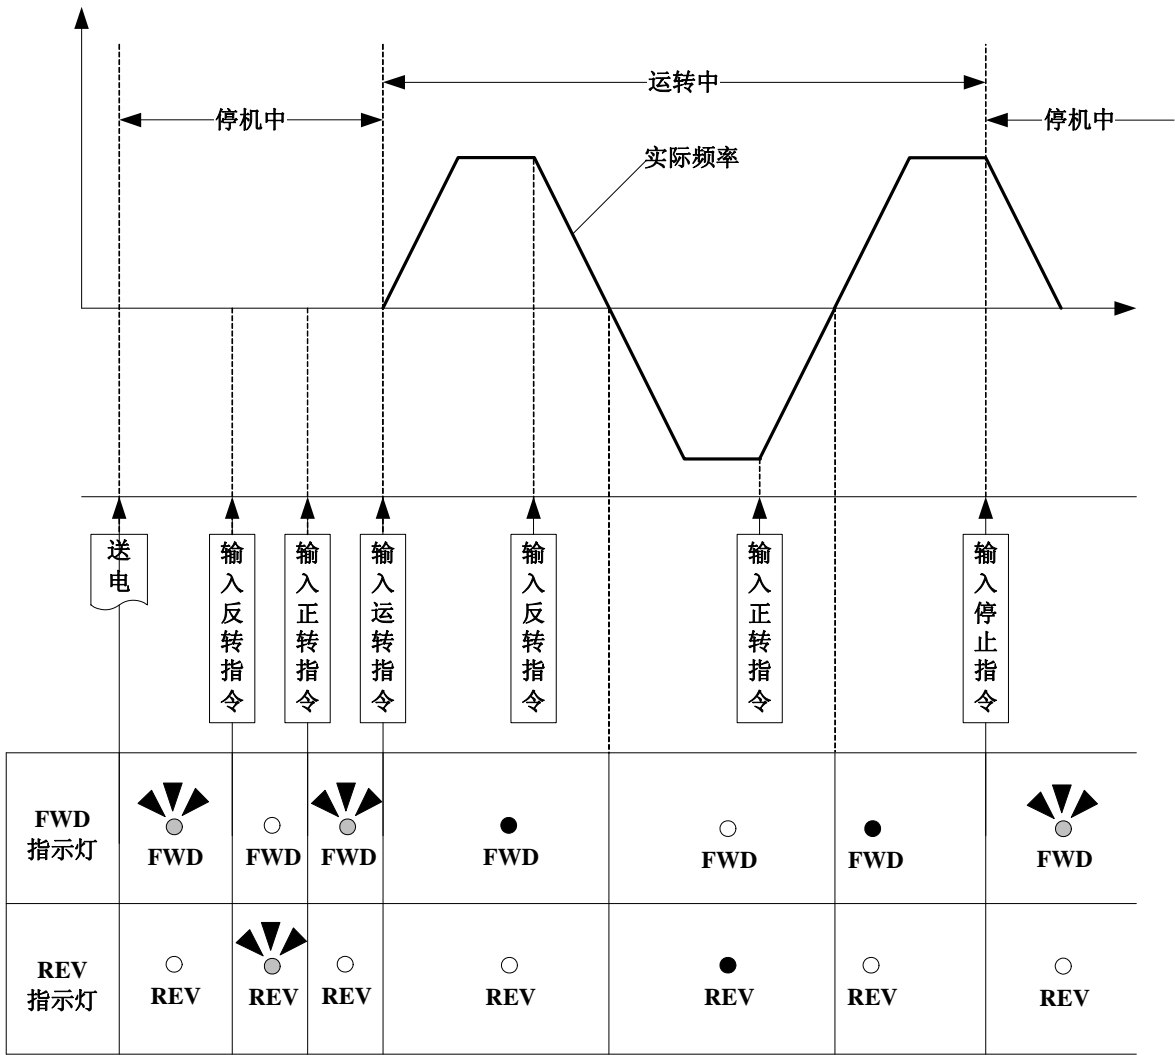 运转中
停机中
停机中
实际频率
送电
输入反转指令
输入正转指令
输入运转指令
输入反转指令
输入正转指令
输入停止指令
FWD
指示灯
FWD
FWD
FWD
FWD
FWD
FWD
FWD
REV
指示灯
REV
REV
REV
REV
REV
REV
REV